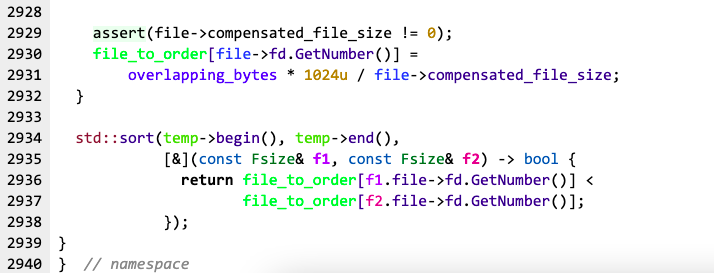 2928
2929     assert(file->compensated_file_size != 0);
2930     file_to_order[file->fd.GetNumber()] =
2931         overlapping_bytes * 1024u / file->compensated_file_size;
2932   }
2933
2934   std::sort(temp->begin(), temp->end(),
2935             [&](const Fsize& f1, const Fsize& f2) -> bool {
2936               return file_to_order[f1.file->fd.GetNumber()] <
2937                      file_to_order[f2.file->fd.GetNumber()];
2938             });
2939 }
2940 }  // namespace